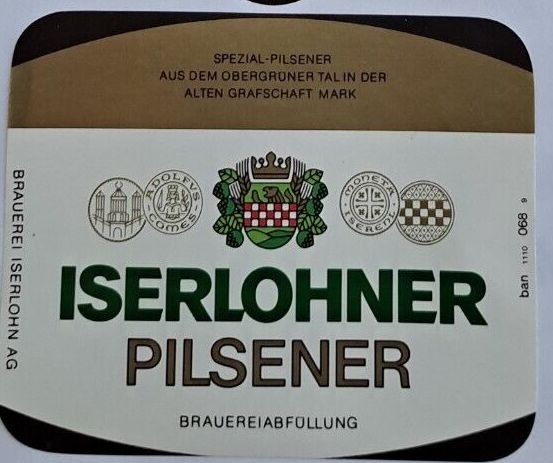 SPEZIAL-PILSENER
AUS DEM OBERGRÜNER TAL IN DER
ALTEN GRAFSCHAFT MARK
BRAUEREI ISERLOHN AG
ADOLFVS
COMES
MONETA
ISEREOL
ban 1110 068 9
ISERLOHNER
PILSENER
BRAUEREIABFÜLLUNG